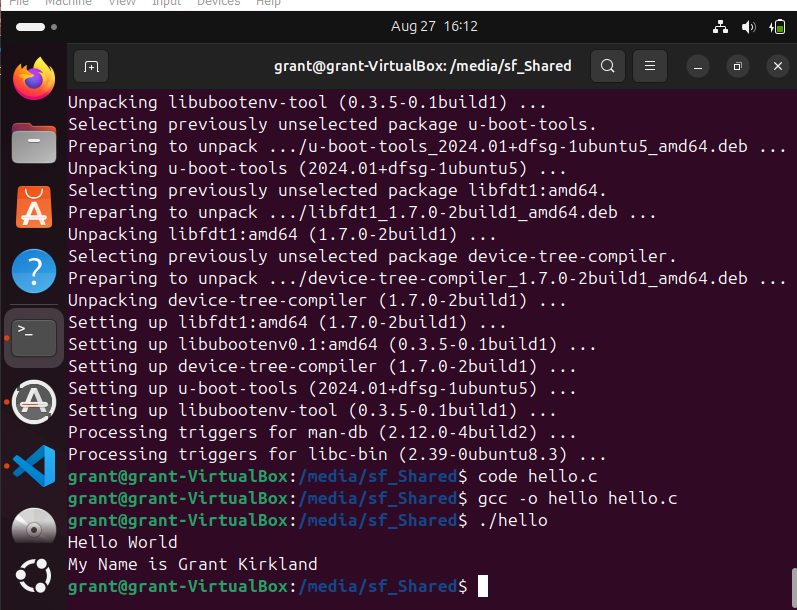 File Machine View Input Devices Help
Aug 27 16:12
grant@grant-VirtualBox: /media/sf_Shared
Unpacking libubootenv-tool (0.3.5-0.1build1) ...
Selecting previously unselected package u-boot-tools.
Preparing to unpack .../u-boot-tools_2024.01+dfsg-1ubuntu5_amd64.deb ...
Unpacking u-boot-tools (2024.01+dfsg-1ubuntu5) ...
Selecting previously unselected package libfdt1:amd64.
Preparing to unpack .../libfdt1_1.7.0-2build1_amd64.deb ...
Unpacking libfdt1:amd64 (1.7.0-2build1) ...
Selecting previously unselected package device-tree-compiler.
Preparing to unpack .../device-tree-compiler_1.7.0-2build1_amd64.deb ...
Unpacking device-tree-compiler (1.7.0-2build1) ...
Setting up libfdt1:amd64 (1.7.0-2build1) ...
Setting up libubootenv0.1:amd64 (0.3.5-0.1build1) ...
Setting up device-tree-compiler (1.7.0-2build1) ...
Setting up u-boot-tools (2024.01+dfsg-1ubuntu5) ...
Setting up libubootenv-tool (0.3.5-0.1build1) ...
Processing triggers for man-db (2.12.0-4build2) ...
Processing triggers for libc-bin (2.39-0ubuntu8.3) ...
grant@grant-VirtualBox:/media/sf_Shared$ code hello.c
grant@grant-VirtualBox:/media/sf_Shared$ gcc -o hello hello.c
grant@grant-VirtualBox:/media/sf_Shared$ ./hello
Hello World
My Name is Grant Kirkland
grant@grant-VirtualBox:/media/sf_Shared$